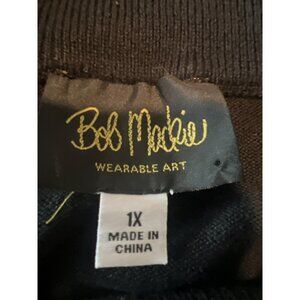 Bob Mackie
WEARABLE ART
1X
MADE IN
CHINA